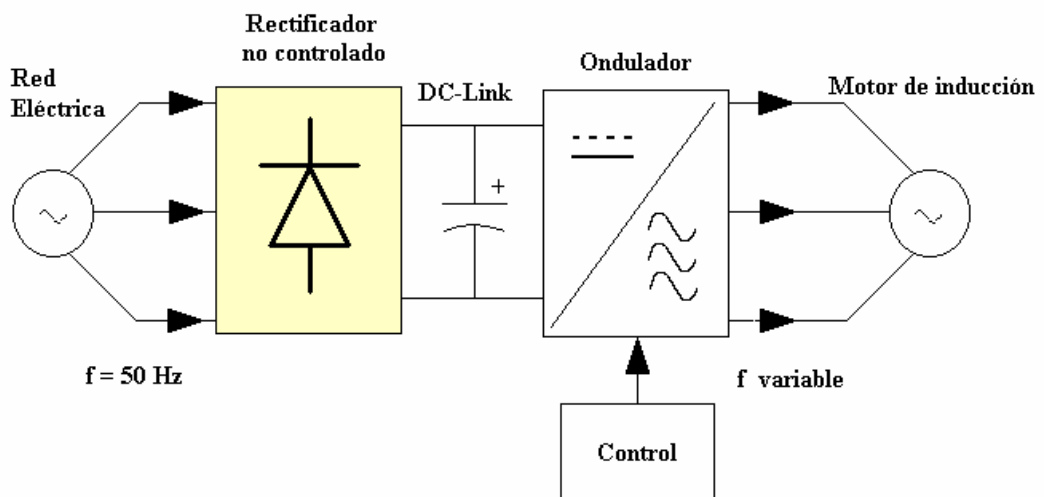 Rectificador
no controlado
Red
Eléctrica
DC-Link
Ondulador
Motor de inducción
+
f = 50 Hz
f variable
Control